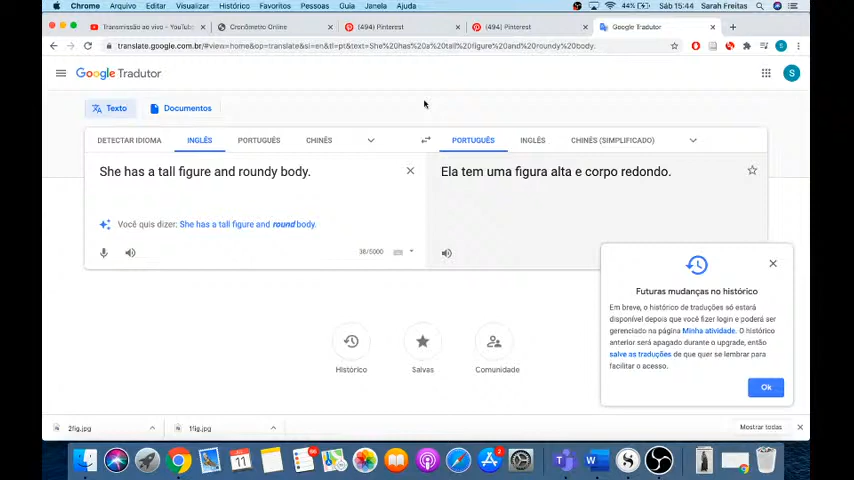 Chrome Arquivo Editar Visualizar Histórico Favoritos Pessoas Guia Janela Ajuda 44% Sáb 15:44 Sarah Freitas
Transmissão ao vivo – YouTube Cronômetro Online (494) Pinterest (494) Pinterest Google Tradutor
translate.google.com.br/#view=home&op=translate&sl=en&tl=pt&text=She%20has%20a%20tall%20figure%20and%20roundy%20body.
Google Tradutor
S
Texto Documentos
DETECTAR IDIOMA INGLÊS PORTUGUÊS CHINÊS PORTUGUÊS INGLÊS CHINÊS (SIMPLIFICADO)
She has a tall figure and roundy body. Ela tem uma figura alta e corpo redondo.
Você quis dizer: She has a tall figure and round body.
38/5000
Futuras mudanças no histórico
Em breve, o histórico de traduções só estará
disponível depois que você fizer login e poderá ser
gerenciado na página Minha atividade. O histórico
anterior será apagado durante o upgrade, então
salve as traduções de que quer se lembrar para
facilitar o acesso.
Ok
Histórico Salvas Comunidade
2fig.jpg 1fig.jpg Mostrar todas
11